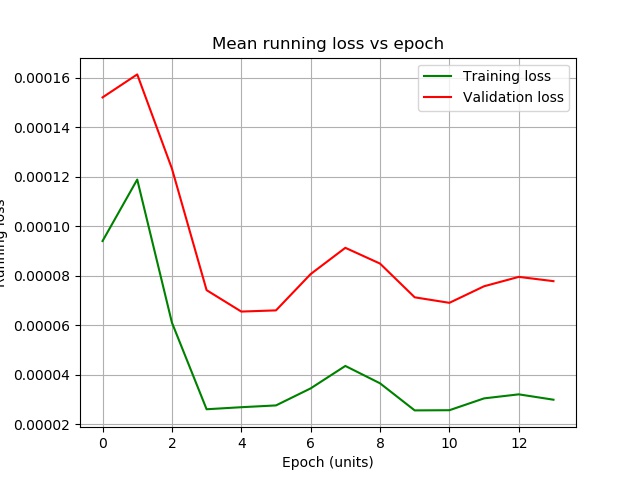 Mean running loss vs epoch
Training loss
Validation loss
0.00016
0.00014
0.00012
0.00010
0.00008
0.00006
0.00004
0.00002
Running loss
0 2 4 6 8 10 12
Epoch (units)